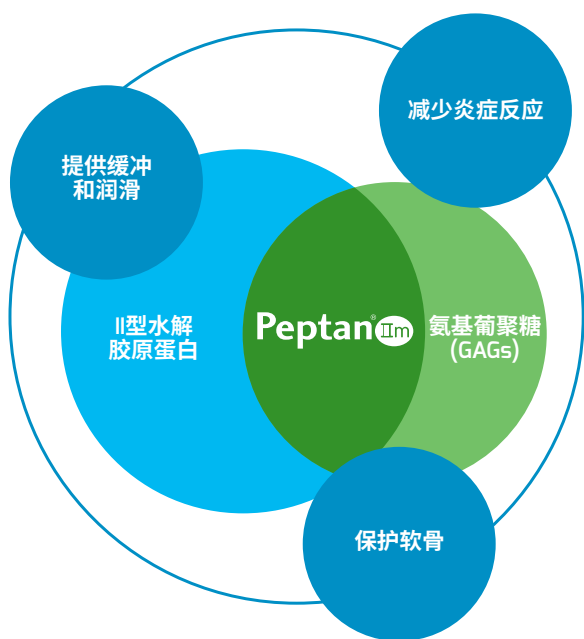 减少炎症反应
提供缓冲
和润滑
II型水解
胶原蛋白
Peptan® IIm
氨基葡聚糖
(GAGs)
保护软骨